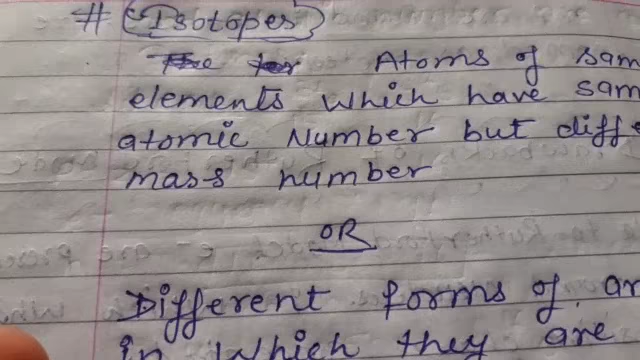 # Isotopes
Atoms of sam
elements which have sam
atomic Number but diffe
mass number
OR
Different forms of an
in which they are